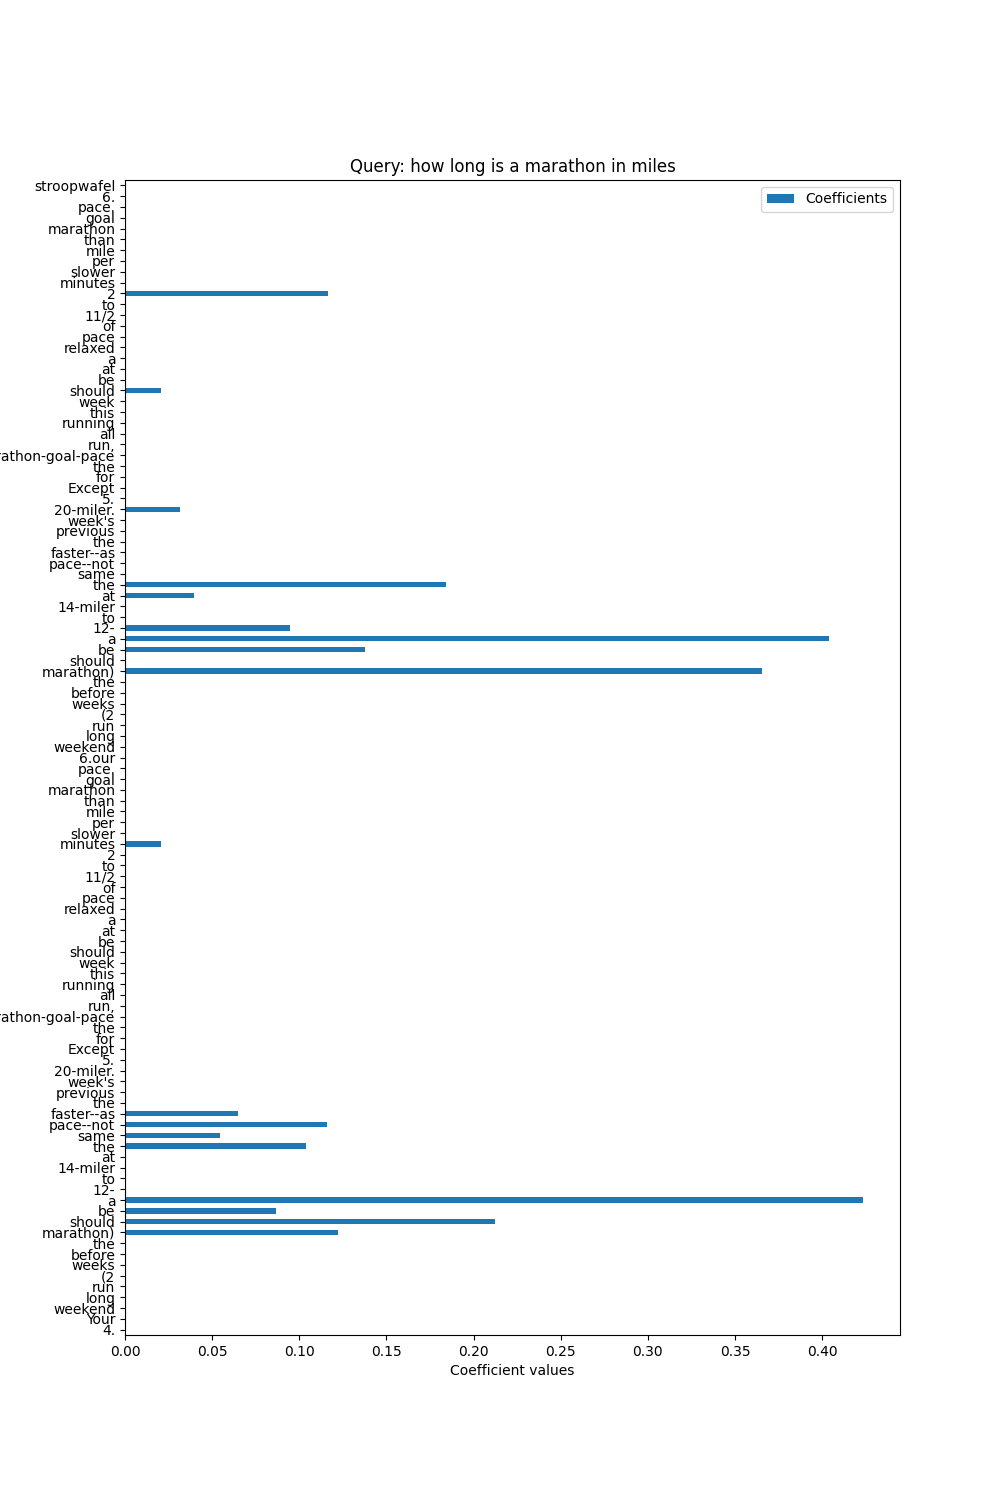 Query: how long is a marathon in miles
Coefficients
stroopwafel
6.
pace.
goal
marathon
than
mile
per
slower
minutes
2
to
11/2
of
pace
relaxed
a
at
be
should
week
this
running
all
run,
rathon-goal-pace
the
for
Except
5.
20-miler.
week's
previous
the
faster--as
pace--not
same
the
at
14-miler
to
12-
a
be
should
marathon)
the
before
weeks
(2
run
long
weekend
6.our
pace.
goal
marathon
than
mile
per
slower
minutes
2
to
11/2
of
pace
relaxed
a
at
be
should
week
this
running
all
run,
rathon-goal-pace
the
for
Except
5.
20-miler.
week's
previous
the
faster--as
pace--not
same
the
at
14-miler
to
12-
a
be
should
marathon)
the
before
weeks
(2
run
long
weekend
Your
4.
0.00 0.05 0.10 0.15 0.20 0.25 0.30 0.35 0.40
Coefficient values